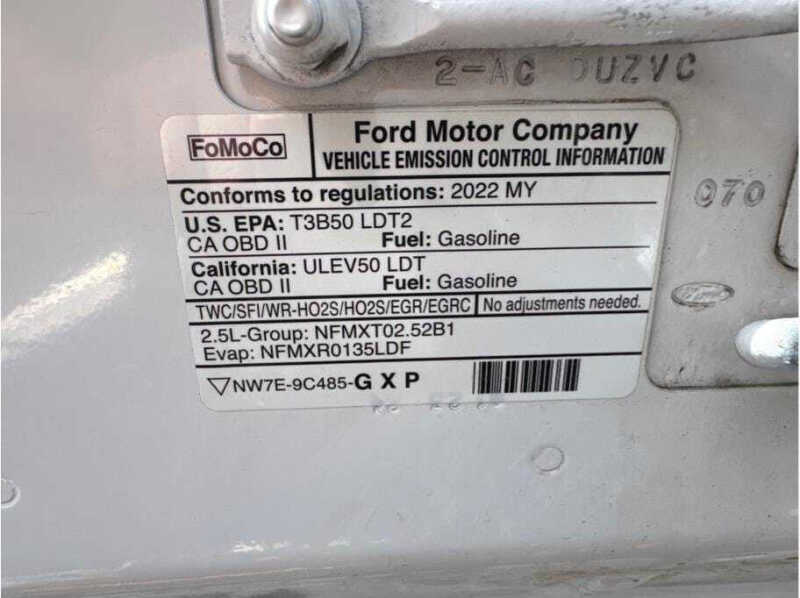 2-AC DUZVC
FoMoCo
Ford Motor Company
VEHICLE EMISSION CONTROL INFORMATION
Conforms to regulations: 2022 MY
U.S. EPA: T3B50 LDT2
CA OBD II Fuel: Gasoline
California: ULEV50 LDT
CA OBD II Fuel: Gasoline
TWC/SFI/WR-HO2S/HO2S/EGR/EGRC No adjustments needed.
2.5L-Group: NFMXT02.52B1
Evap: NFMXR0135LDF
NW7E-9C485-G X P
070